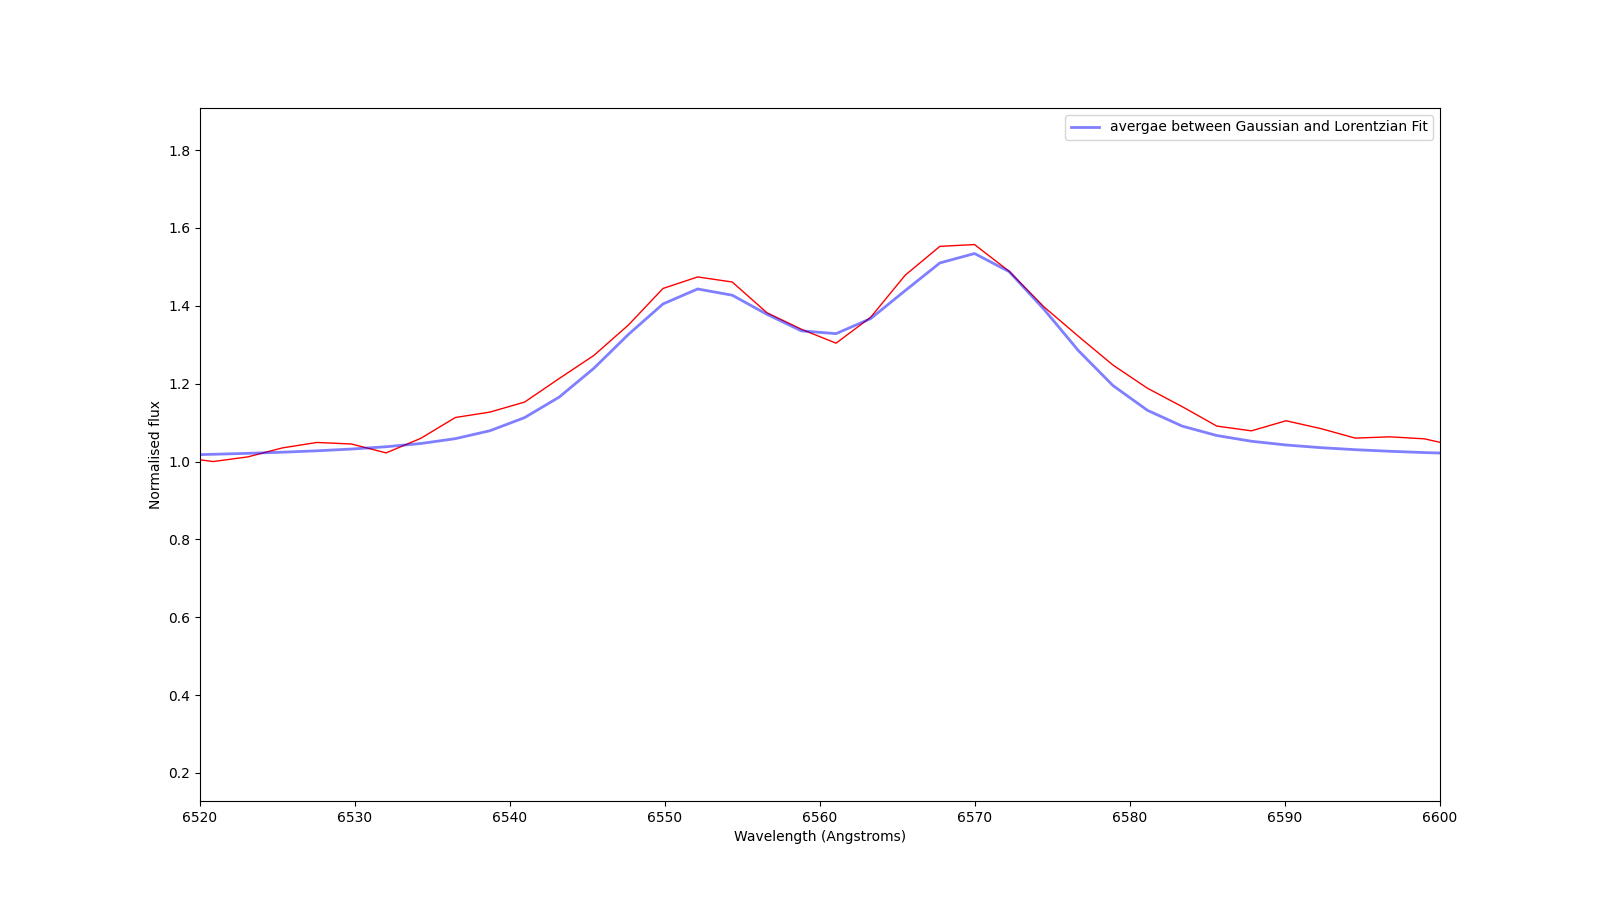 avergae between Gaussian and Lorentzian Fit
1.8
1.6
1.4
1.2
1.0
0.8
0.6
0.4
0.2
Normalised flux
6520 6530 6540 6550 6560 6570 6580 6590 6600
Wavelength (Angstroms)